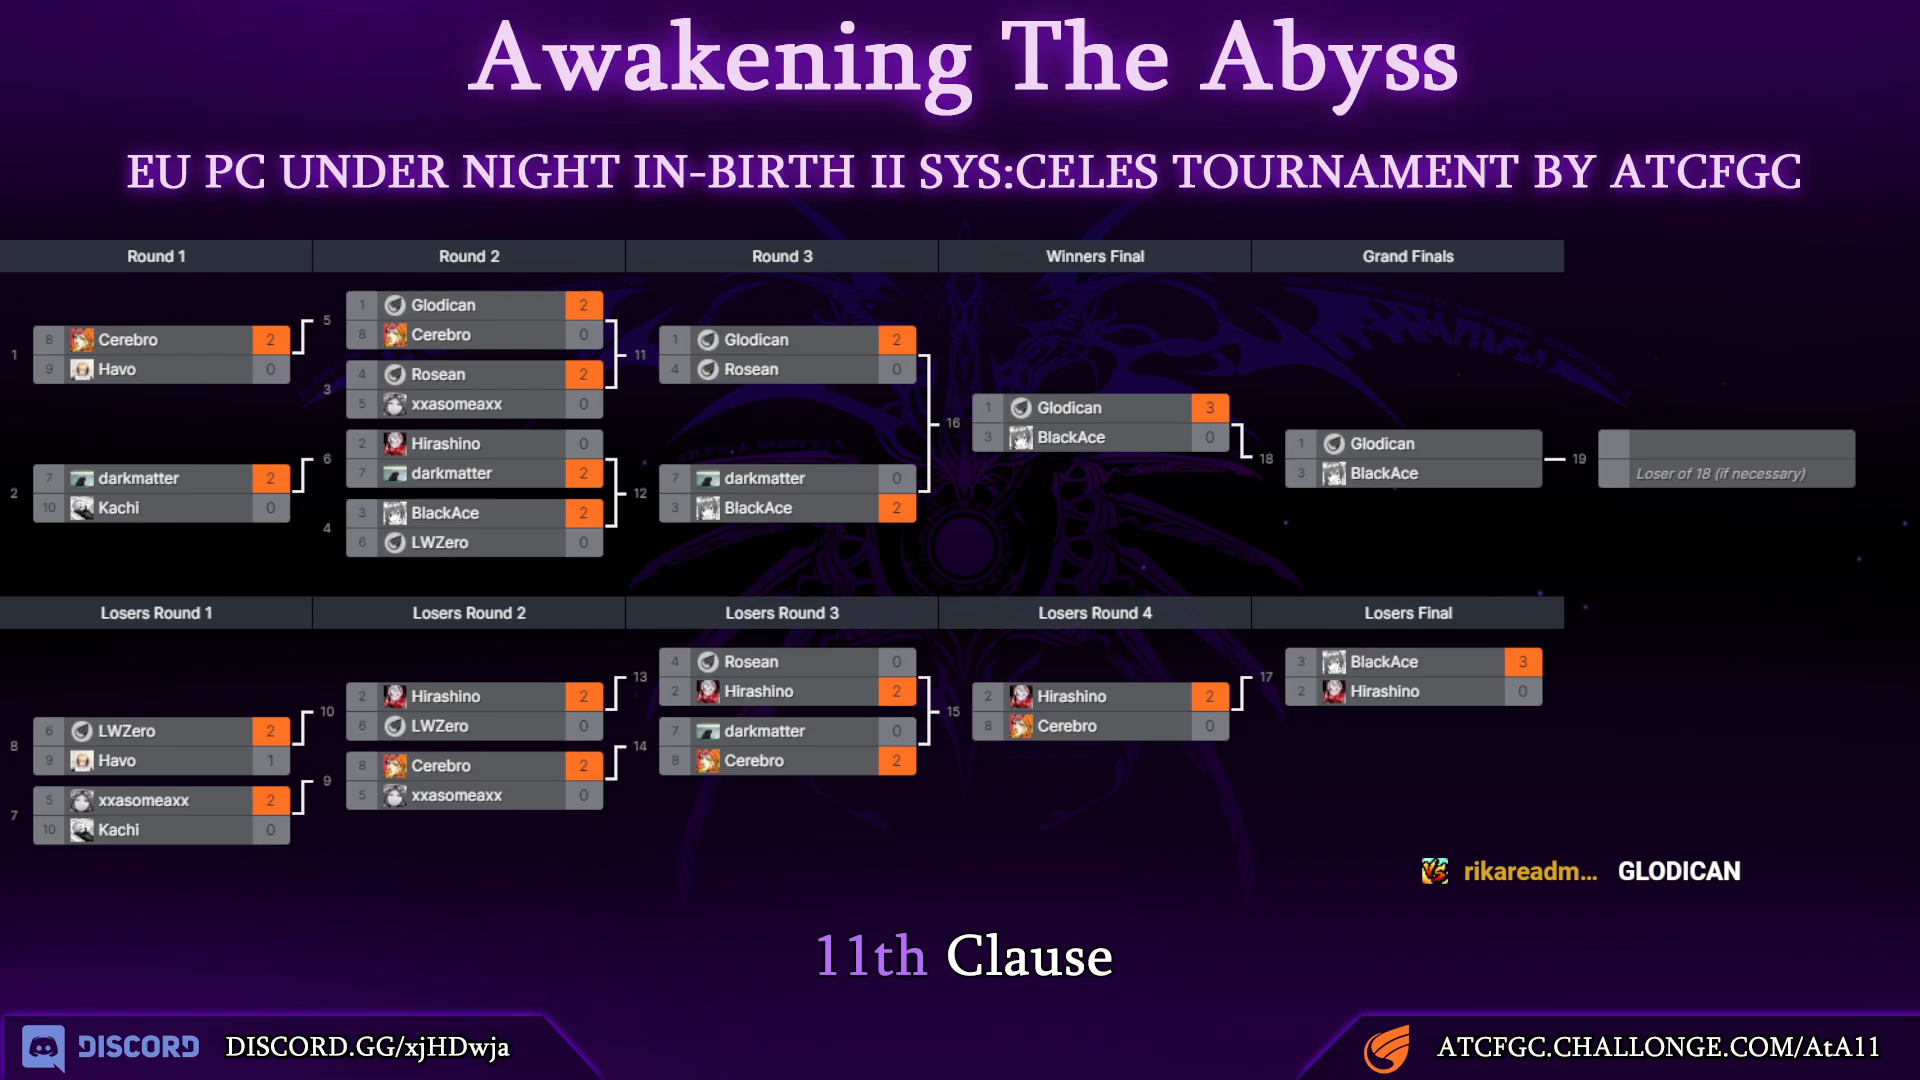 Awakening The Abyss
EU PC UNDER NIGHT IN-BIRTH II SYS:CELES TOURNAMENT BY ATCFGC
Round 1
Round 2
Round 3
Winners Final
Grand Finals
1
8 Cerebro 2
9 Havo 0
2
7 darkmatter 2
10 Kachi 0
5
1 Glodican 2
8 Cerebro 0
3
4 Rosean 2
5 xxasomeaxx 0
6
2 Hirashino 0
7 darkmatter 2
4
3 BlackAce 2
6 LWZero 0
11
1 Glodican 2
4 Rosean 0
12
7 darkmatter 0
3 BlackAce 2
16
1 Glodican 3
3 BlackAce 0
18
1 Glodican
3 BlackAce
19
Loser of 18 (if necessary)
Losers Round 1
Losers Round 2
Losers Round 3
Losers Round 4
Losers Final
8
6 LWZero 2
9 Havo 1
7
5 xxasomeaxx 2
10 Kachi 0
10
2 Hirashino 2
6 LWZero 0
9
8 Cerebro 2
5 xxasomeaxx 0
13
4 Rosean 0
2 Hirashino 2
14
7 darkmatter 0
8 Cerebro 2
15
2 Hirashino 2
8 Cerebro 0
17
3 BlackAce 3
2 Hirashino 0
rikareadm... GLODICAN
11th Clause
DISCORD DISCORD.GG/xjHDwja
ATCFGC.CHALLONGE.COM/AtA11